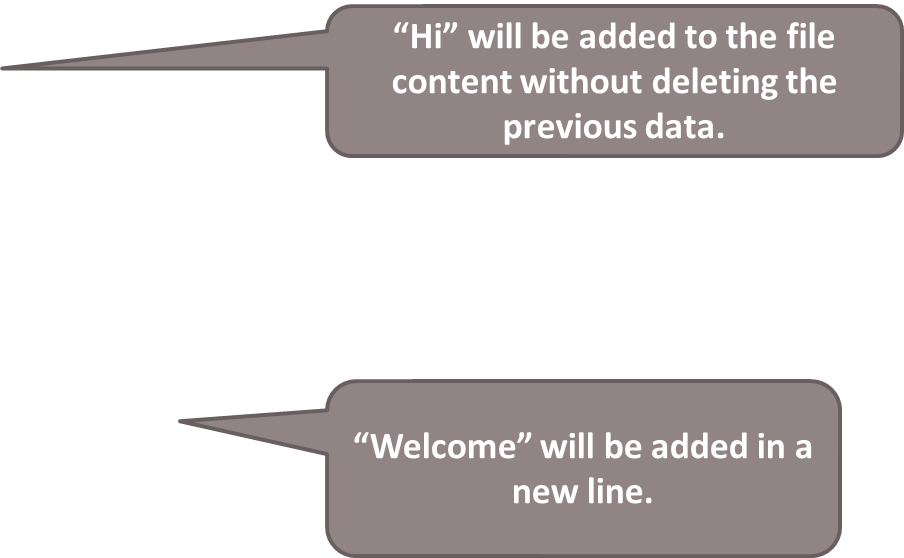 “Hi” will be added to the file
content without deleting the
previous data.
“Welcome” will be added in a
new line.